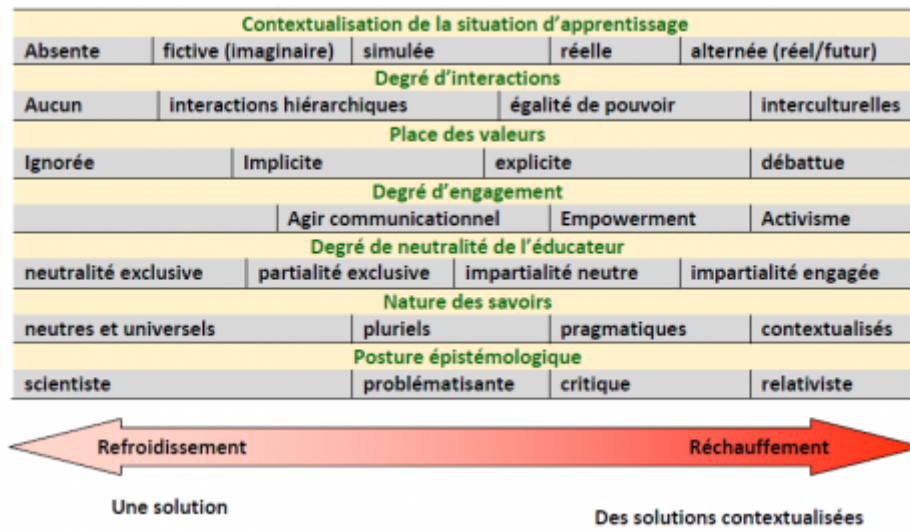 Contextualisation de la situation d'apprentissage
Absente fictive (imaginaire) simulée réelle alternée (réel/futur)
Degré d'interactions
Aucun interactions hiérarchiques égalité de pouvoir interculturelles
Place des valeurs
Ignorée Implicite explicite débattue
Degré d'engagement
Agir communicationnel Empowerment Activisme
Degré de neutralité de l'éducateur
neutralité exclusive partialité exclusive impartialité neutre impartialité engagée
Nature des savoirs
neutres et universels pluriels pragmatiques contextualisés
Posture épistémologique
scientiste problématisante critique relativiste
Refroidissement Réchauffement
Une solution
Des solutions contextualisées